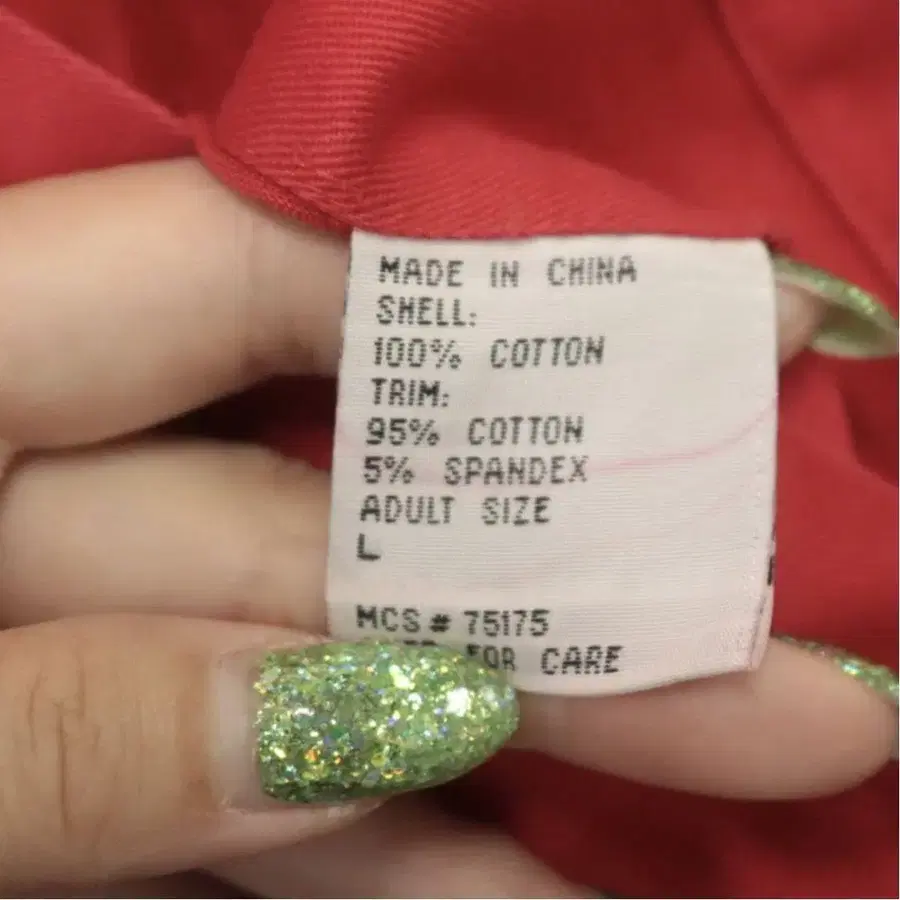 MADE IN CHINA
SHELL:
100% COTTON
TRIM:
95% COTTON
5% SPANDEX
ADULT SIZE
L
MCS # 75175
FOR CARE